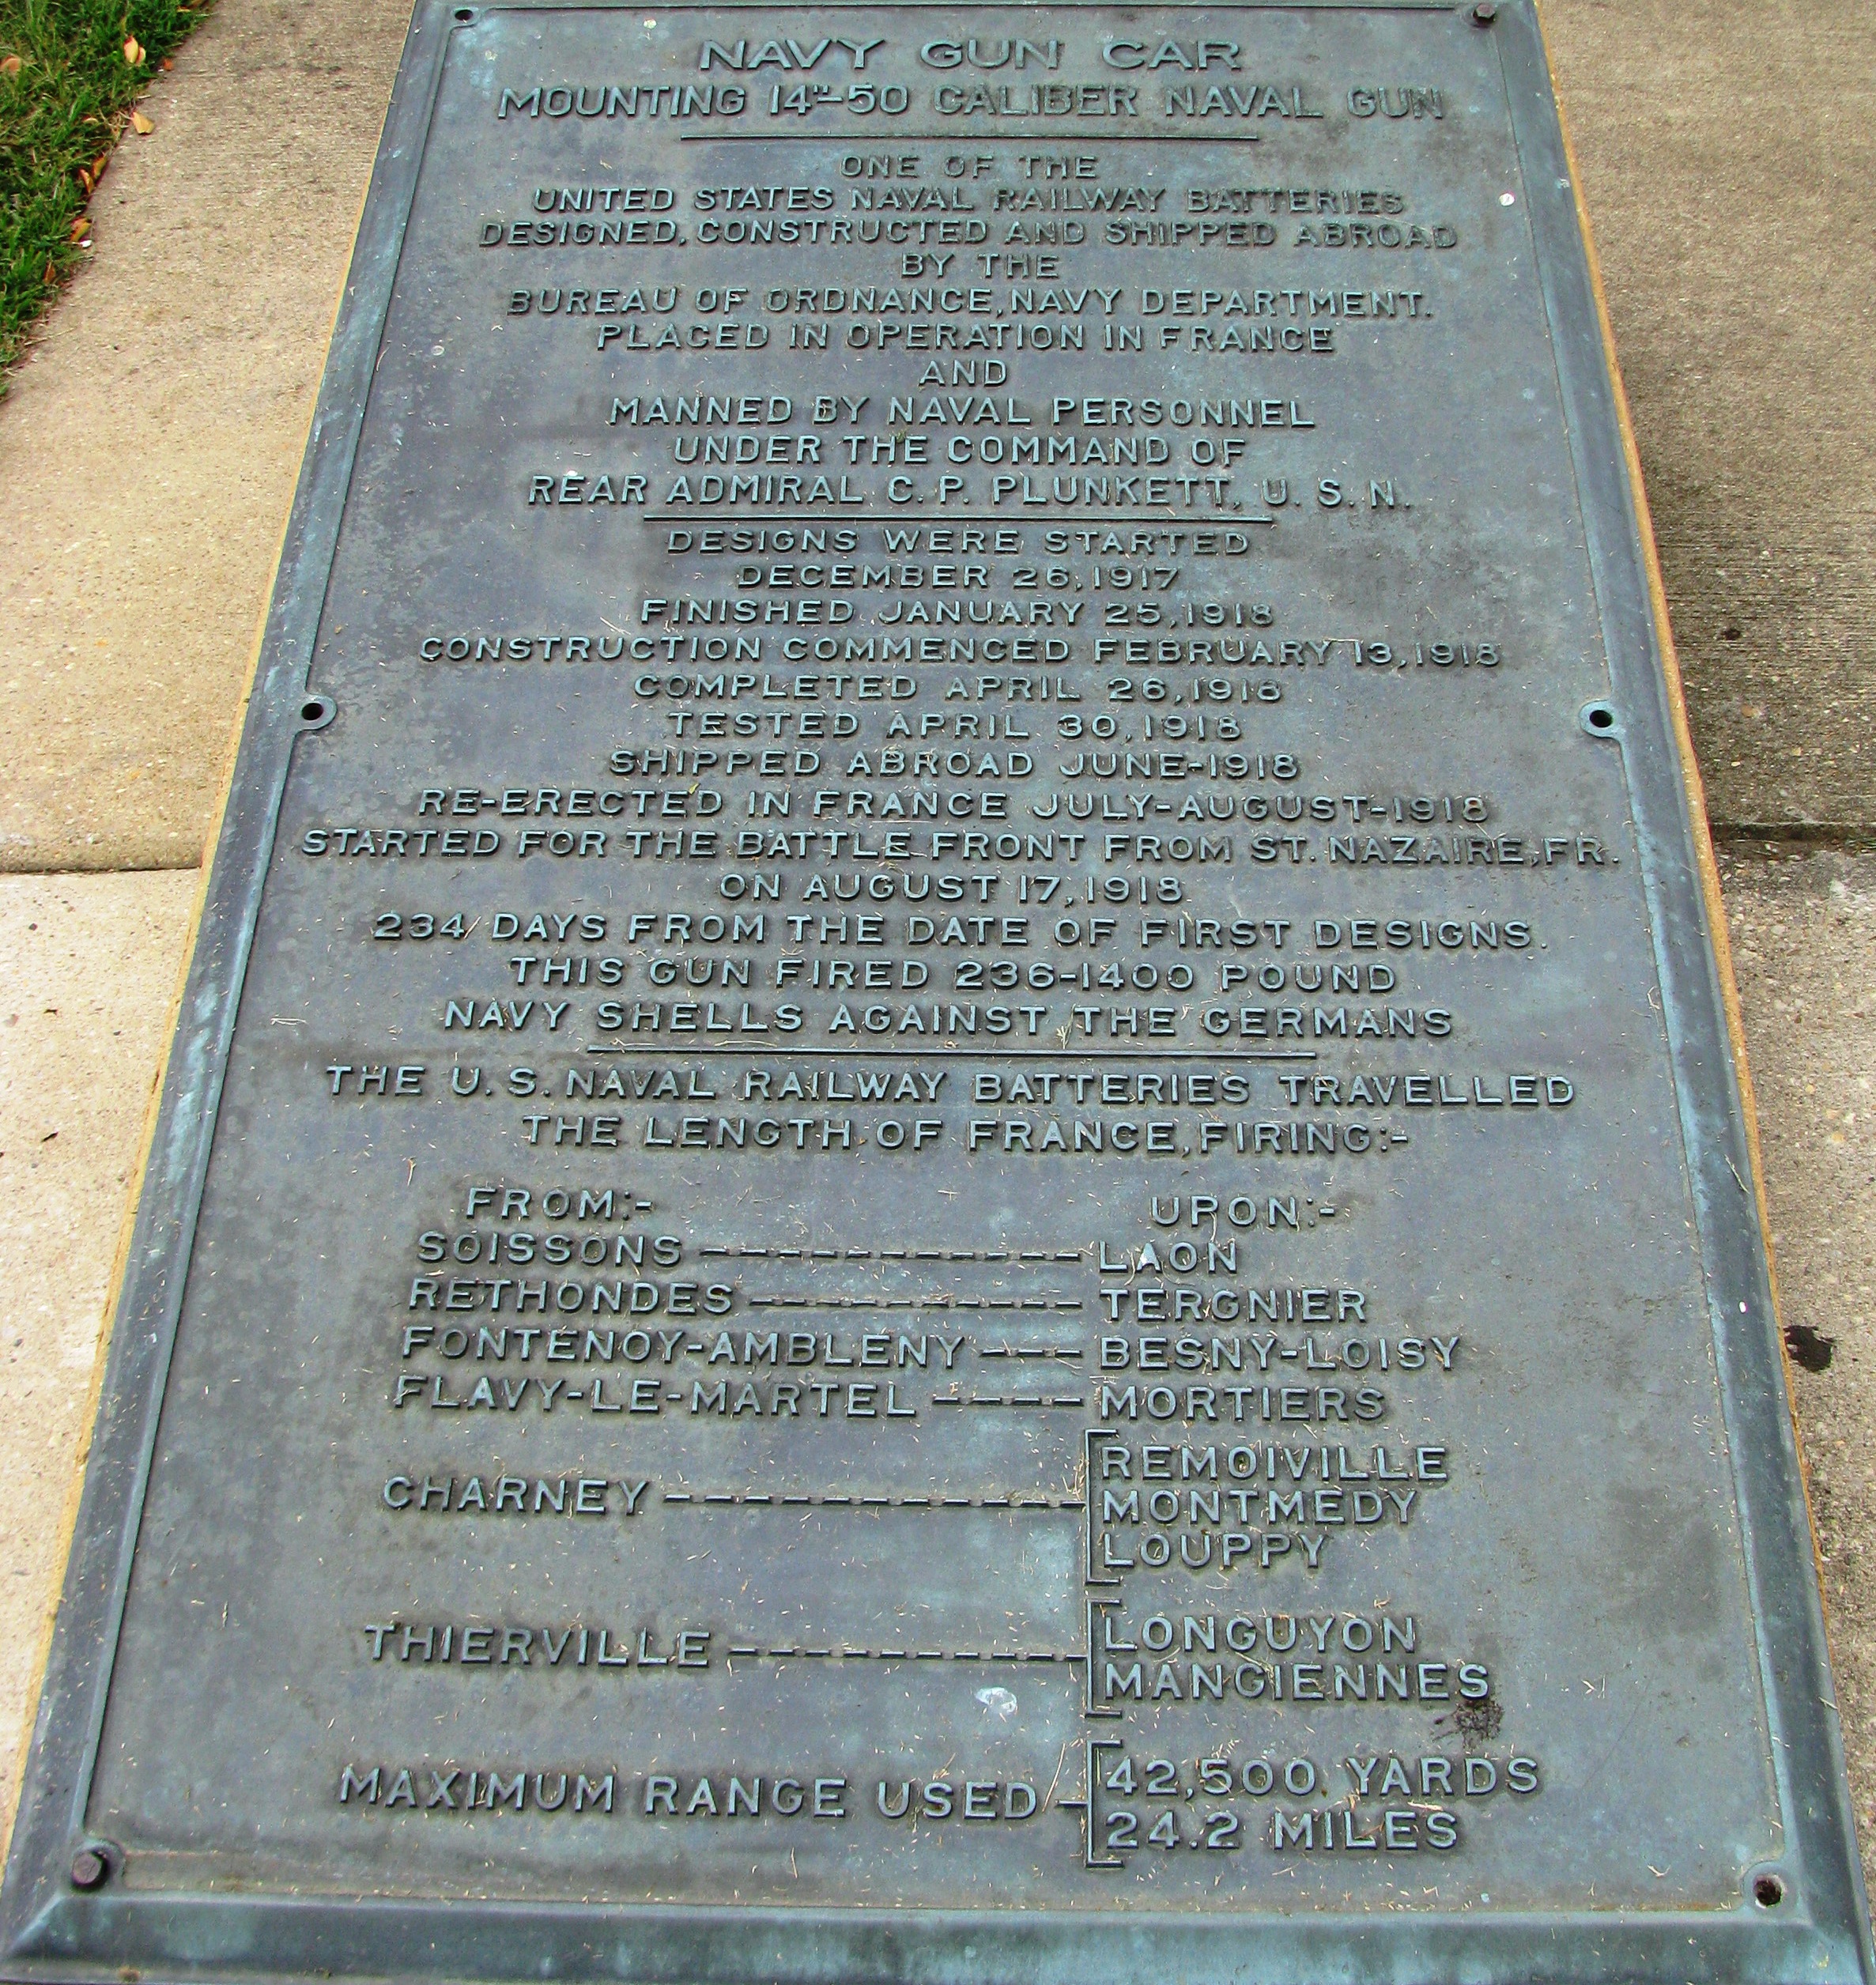 NAVY GUN CAR
MOUNTING 14"-50 CALIBER NAVAL GUN
ONE OF THE
UNITED STATES NAVAL RAILWAY BATTERIES
DESIGNED, CONSTRUCTED AND SHIPPED ABROAD
BY THE
BUREAU OF ORDNANCE, NAVY DEPARTMENT.
PLACED IN OPERATION IN FRANCE
AND
MANNED BY NAVAL PERSONNEL
UNDER THE COMMAND OF
REAR ADMIRAL C. P. PLUNKETT, U. S. N.
DESIGNS WERE STARTED
DECEMBER 26, 1917
FINISHED JANUARY 25, 1918
CONSTRUCTION COMMENCED FEBRUARY 13, 1918
COMPLETED APRIL 26, 1918
TESTED APRIL 30, 1918
SHIPPED ABROAD JUNE-1918
RE-ERECTED IN FRANCE JULY-AUGUST-1918
STARTED FOR THE BATTLE FRONT FROM ST. NAZAIRE, FR.
ON AUGUST 17, 1918
234 DAYS FROM THE DATE OF FIRST DESIGNS.
THIS GUN FIRED 236-1400 POUND
NAVY SHELLS AGAINST THE GERMANS
THE U. S. NAVAL RAILWAY BATTERIES TRAVELLED
THE LENGTH OF FRANCE, FIRING:-
FROM:- UPON:-
SOISSONS ----------- LAON
RETHONDES ---------- TERGNIER
FONTENOY-AMBLENY --- BESNY-LOISY
FLAVY-LE-MARTEL ---- MORTIERS
CHARNEY ------------ [REMOIVILLE
MONTMEDY
LOUPPY
THIERVILLE ---------- [LONGUYON
MANGIENNES
MAXIMUM RANGE USED - [42,500 YARDS
24.2 MILES